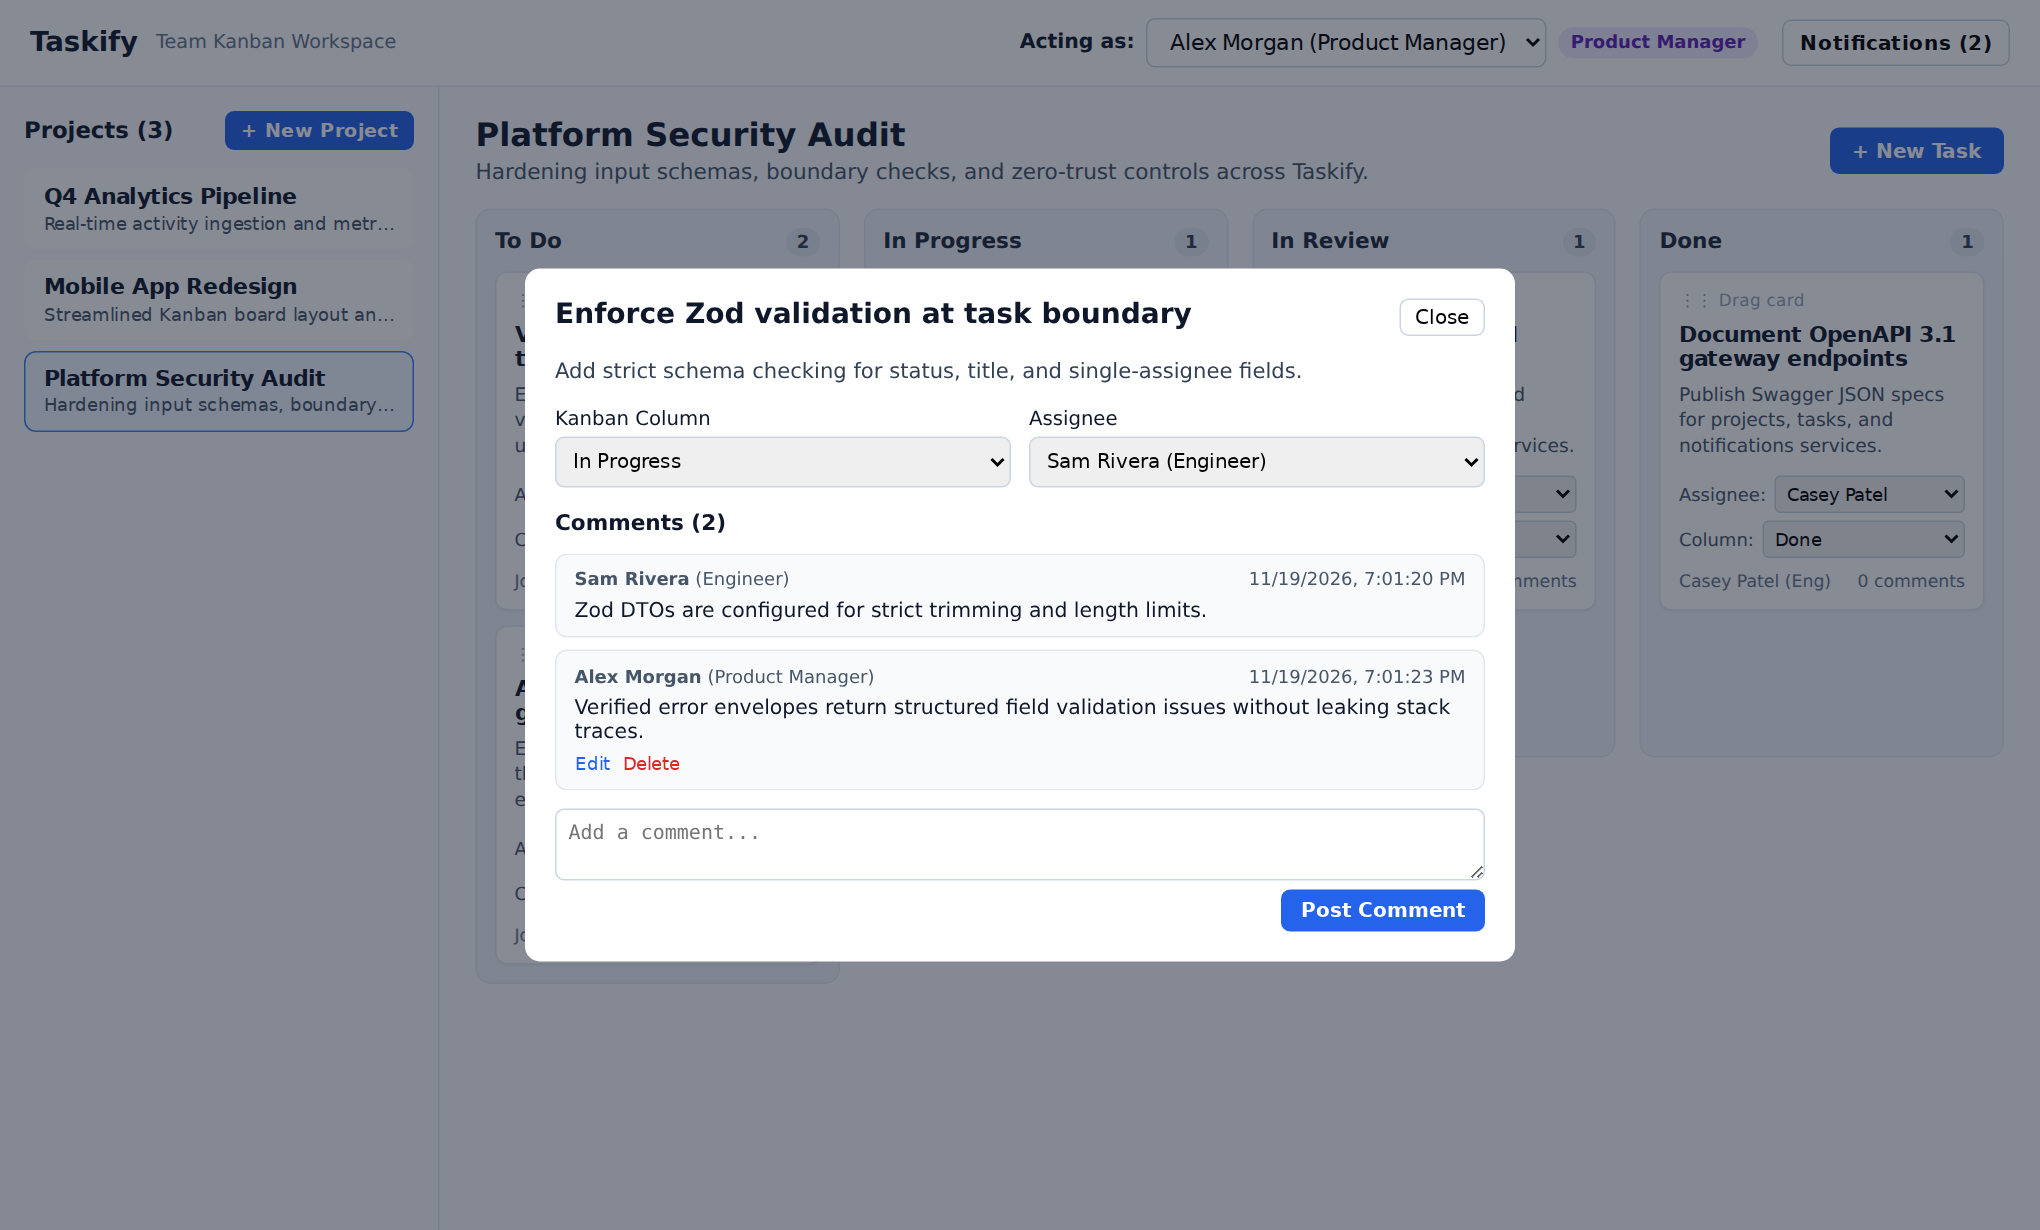 Taskify Team Kanban Workspace
Acting as: Alex Morgan (Product Manager) Product Manager Notifications (2)
Projects (3) + New Project
Q4 Analytics Pipeline
Real-time activity ingestion and metr...
Mobile App Redesign
Streamlined Kanban board layout an...
Platform Security Audit
Hardening input schemas, boundary...
Platform Security Audit
Hardening input schemas, boundary checks, and zero-trust controls across Taskify.
+ New Task
To Do 2
In Progress 1
In Review 1
Done 1
Enforce Zod validation at task boundary
Close
Add strict schema checking for status, title, and single-assignee fields.
Kanban Column
In Progress
Assignee
Sam Rivera (Engineer)
Comments (2)
Sam Rivera (Engineer) 11/19/2026, 7:01:20 PM
Zod DTOs are configured for strict trimming and length limits.
Alex Morgan (Product Manager) 11/19/2026, 7:01:23 PM
Verified error envelopes return structured field validation issues without leaking stack
traces.
Edit Delete
Add a comment...
Post Comment
Drag card
Document OpenAPI 3.1
gateway endpoints
Publish Swagger JSON specs
for projects, tasks, and
notifications services.
Assignee: Casey Patel
Column: Done
Casey Patel (Eng) 0 comments